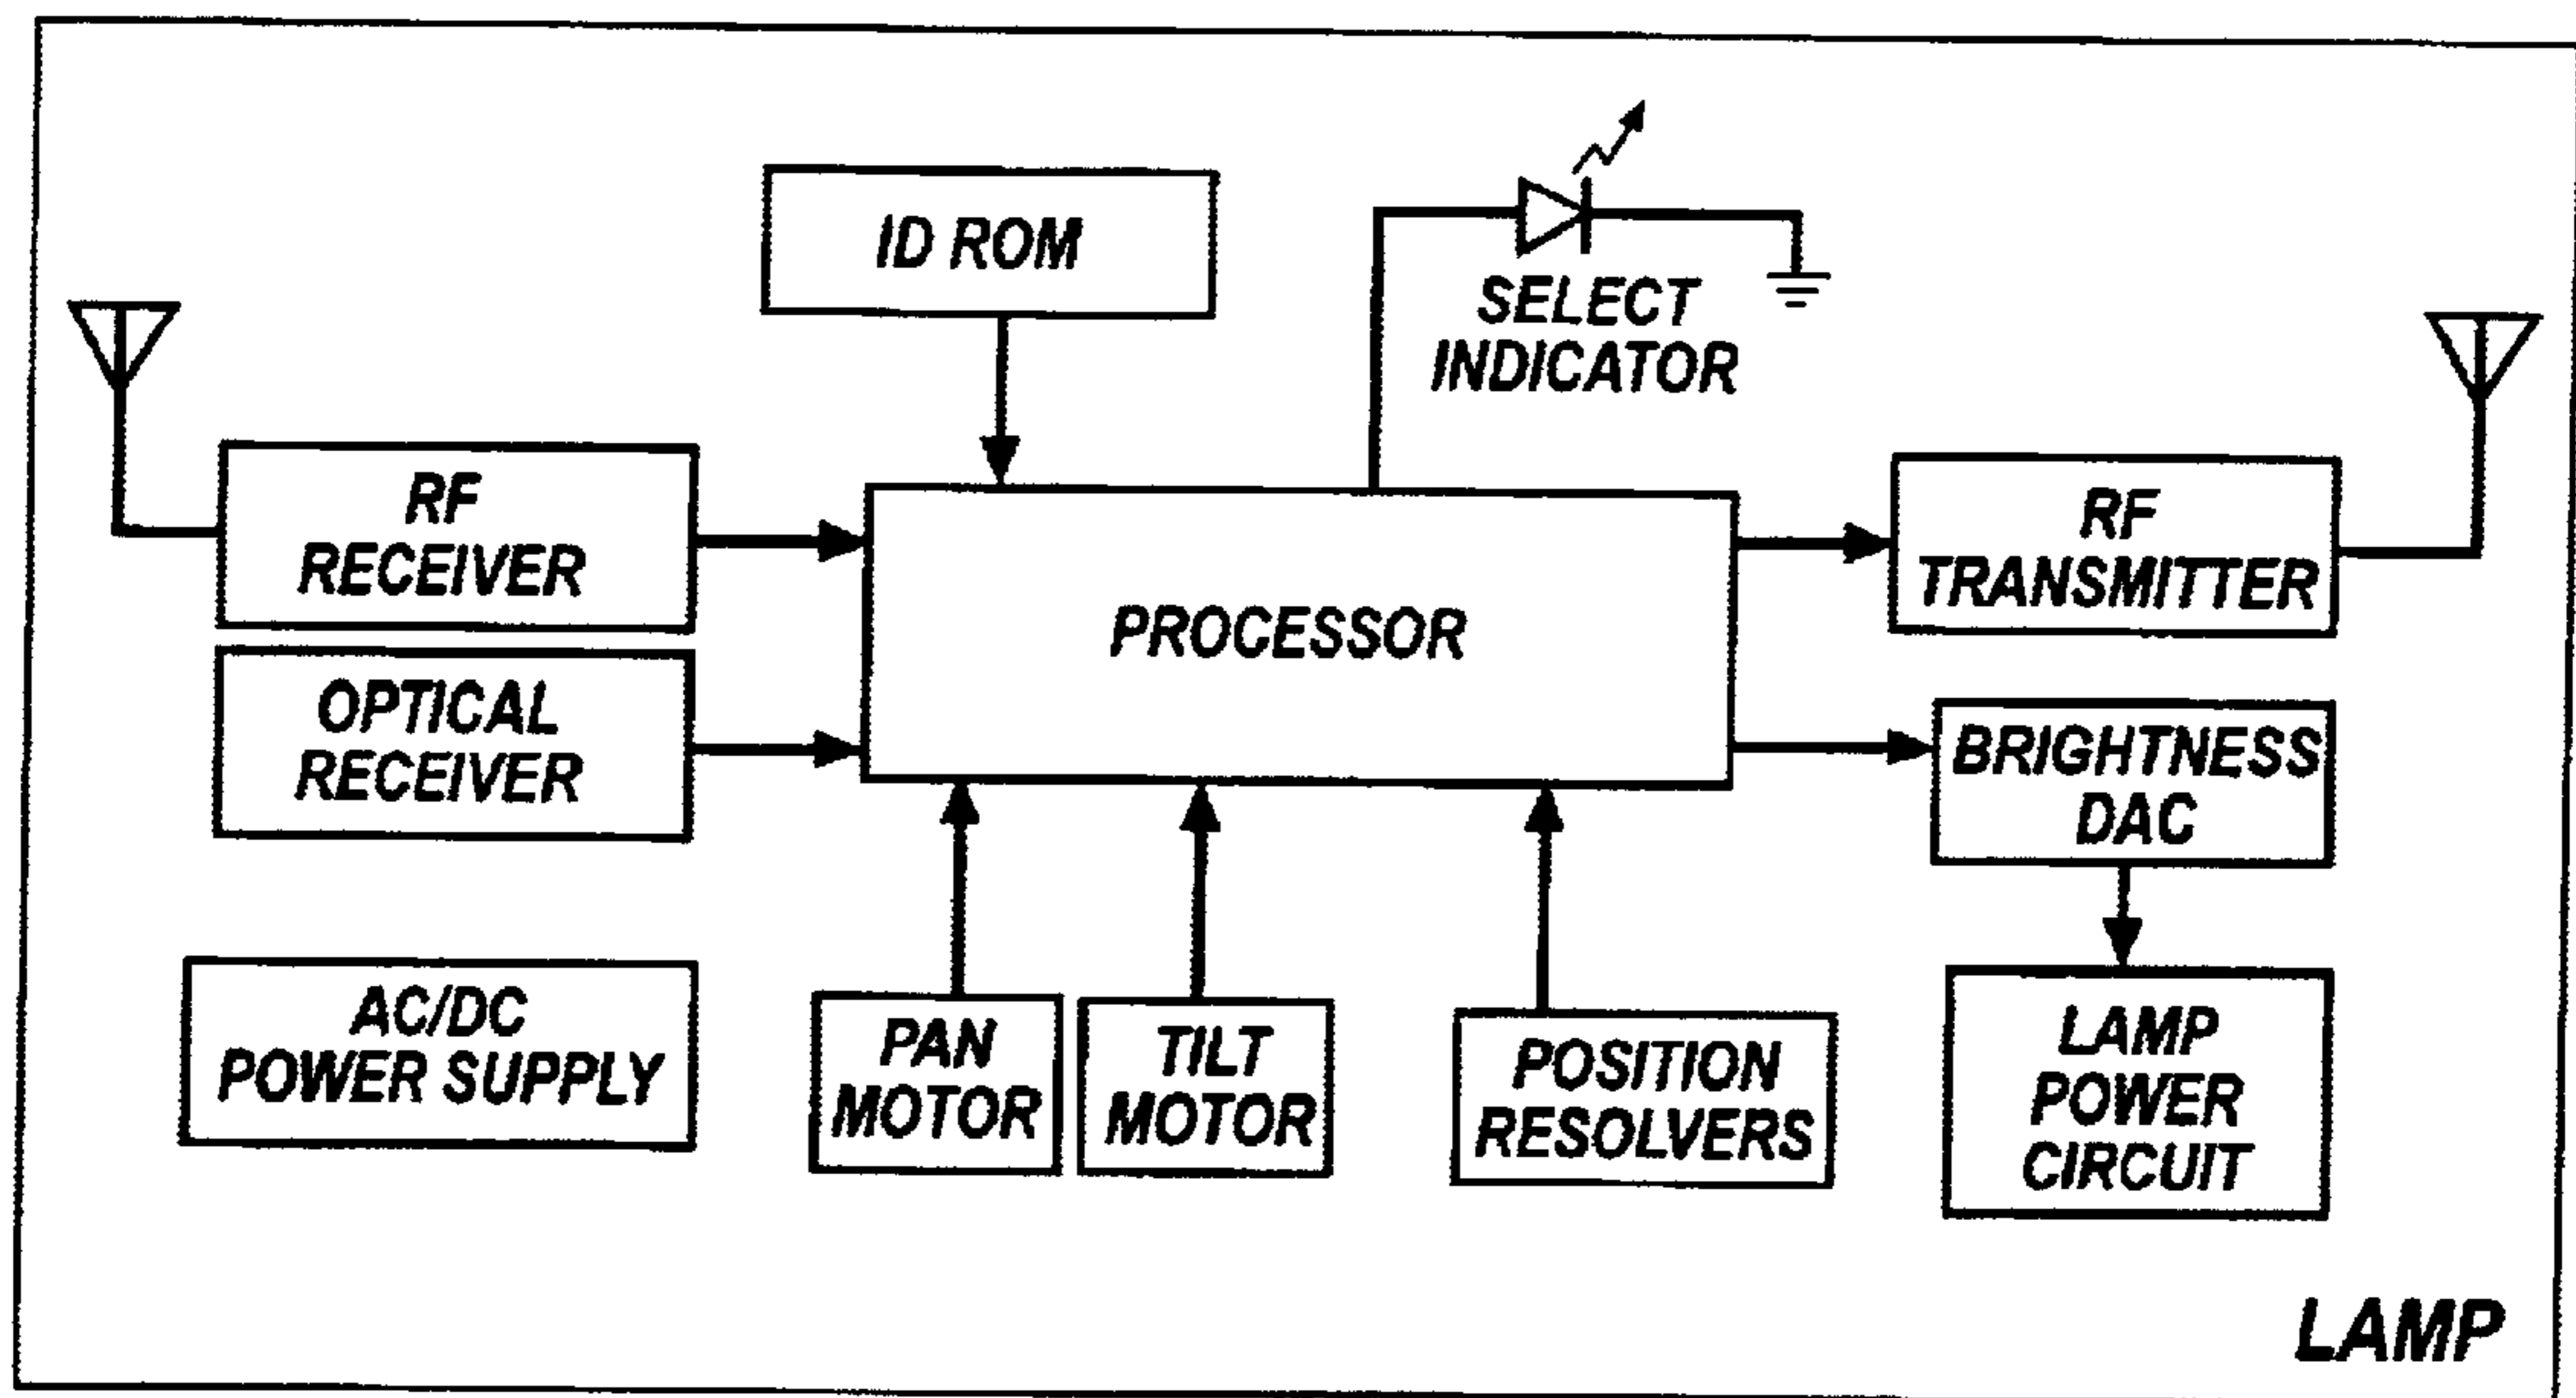 ID ROM
SELECT
INDICATOR
RF
RECEIVER
PROCESSOR
RF
TRANSMITTER
OPTICAL
RECEIVER
BRIGHTNESS
DAC
AC/DC
POWER SUPPLY
PAN
MOTOR
TILT
MOTOR
POSITION
RESOLVERS
LAMP
POWER
CIRCUIT
LAMP